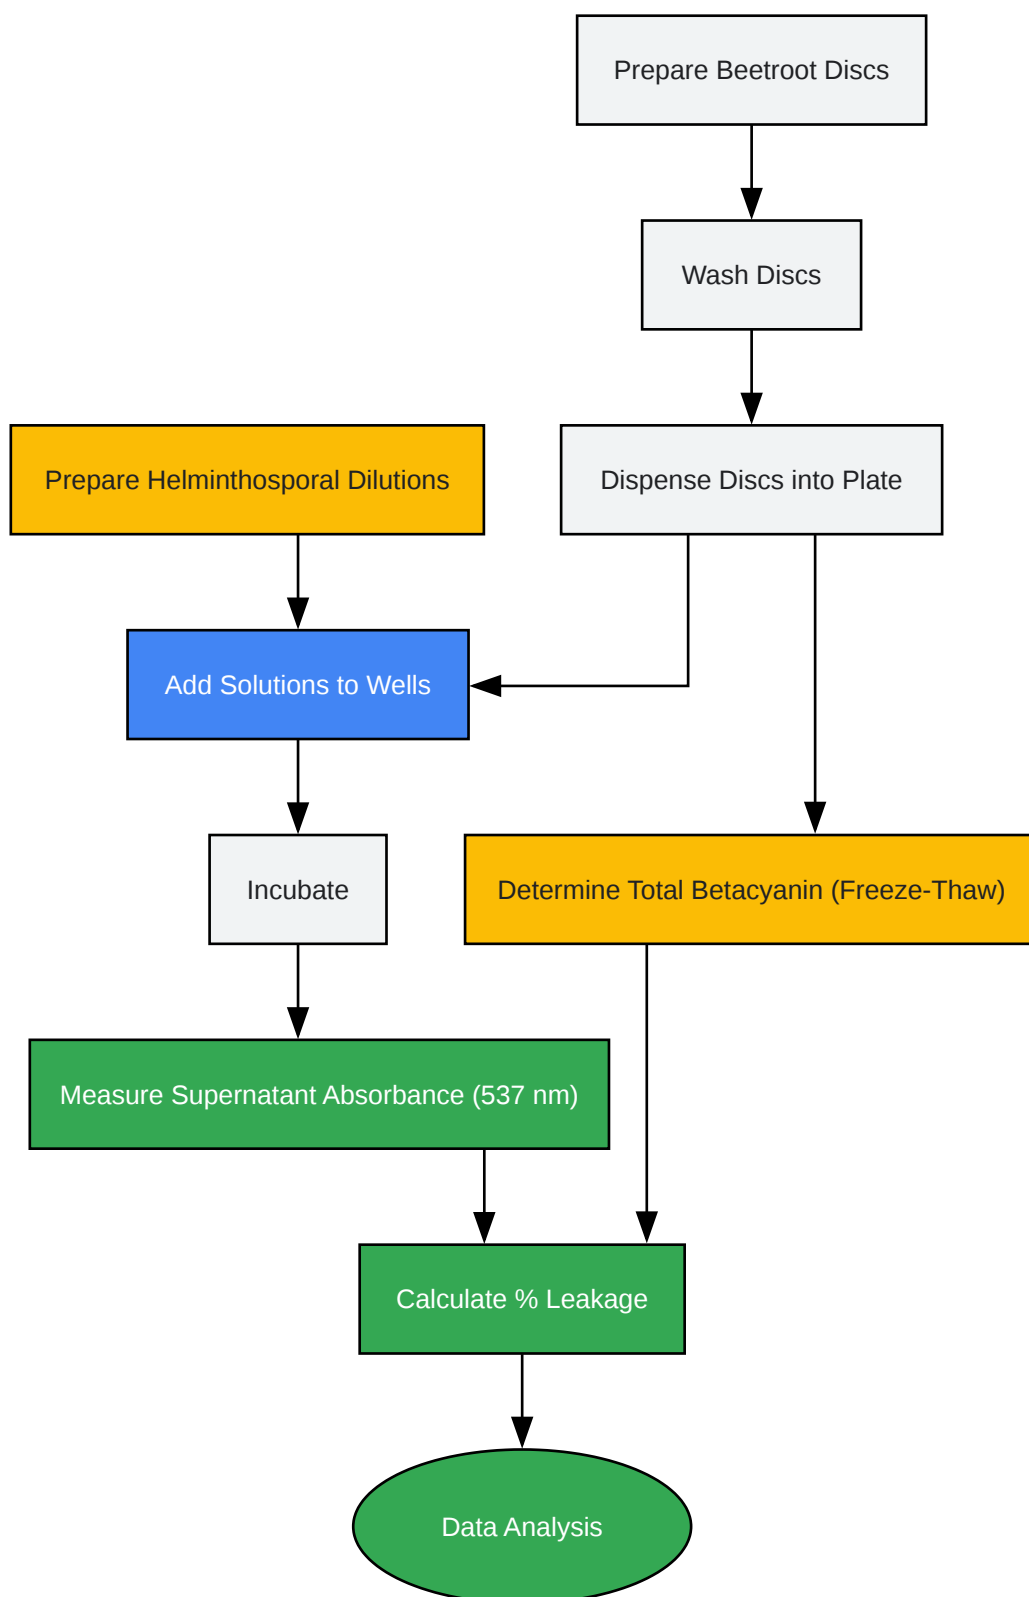 Prepare Beetroot Discs
Wash Discs
Prepare Helminthosporal Dilutions
Dispense Discs into Plate
Add Solutions to Wells
Incubate
Determine Total Betacyanin (Freeze-Thaw)
Measure Supernatant Absorbance (537 nm)
Calculate % Leakage
Data Analysis